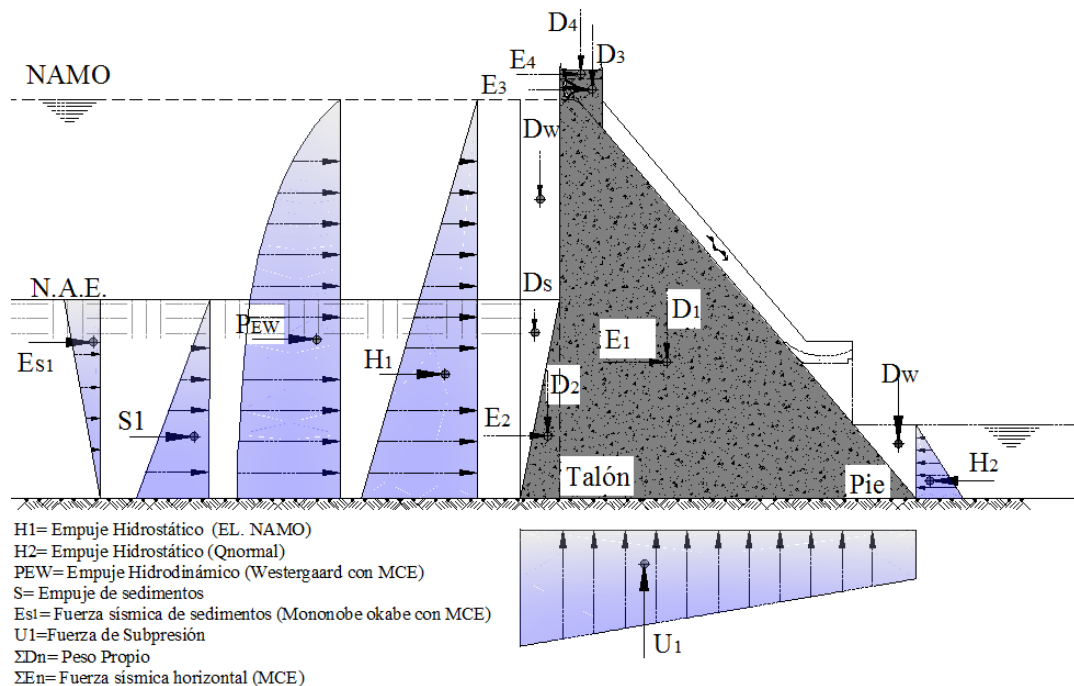 D4
D3
E4
E3
NAMO
Dw
N.A.E.
Ds
PEW
D1
E1
Es1
H1
D2
Dw
S1
E2
H2
Talón
Pie
H1= Empuje Hidrostático (EL. NAMO)
H2= Empuje Hidrostático (Qnormal)
PEW= Empuje Hidrodinámico (Westergaard con MCE)
S= Empuje de sedimentos
Es1= Fuerza sísmica de sedimentos (Mononobe okabe con MCE)
U1=Fuerza de Subpresión
ΣDn= Peso Propio
ΣEn= Fuerza sísmica horizontal (MCE)
U1